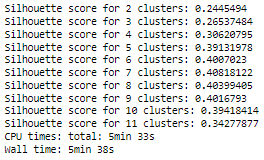 Silhouette score for 2 clusters: 0.2445494
Silhouette score for 3 clusters: 0.26537484
Silhouette score for 4 clusters: 0.30620795
Silhouette score for 5 clusters: 0.39131978
Silhouette score for 6 clusters: 0.4007023
Silhouette score for 7 clusters: 0.40818122
Silhouette score for 8 clusters: 0.40399405
Silhouette score for 9 clusters: 0.4016793
Silhouette score for 10 clusters: 0.39418414
Silhouette score for 11 clusters: 0.34277877
CPU times: total: 5min 33s
Wall time: 5min 38s